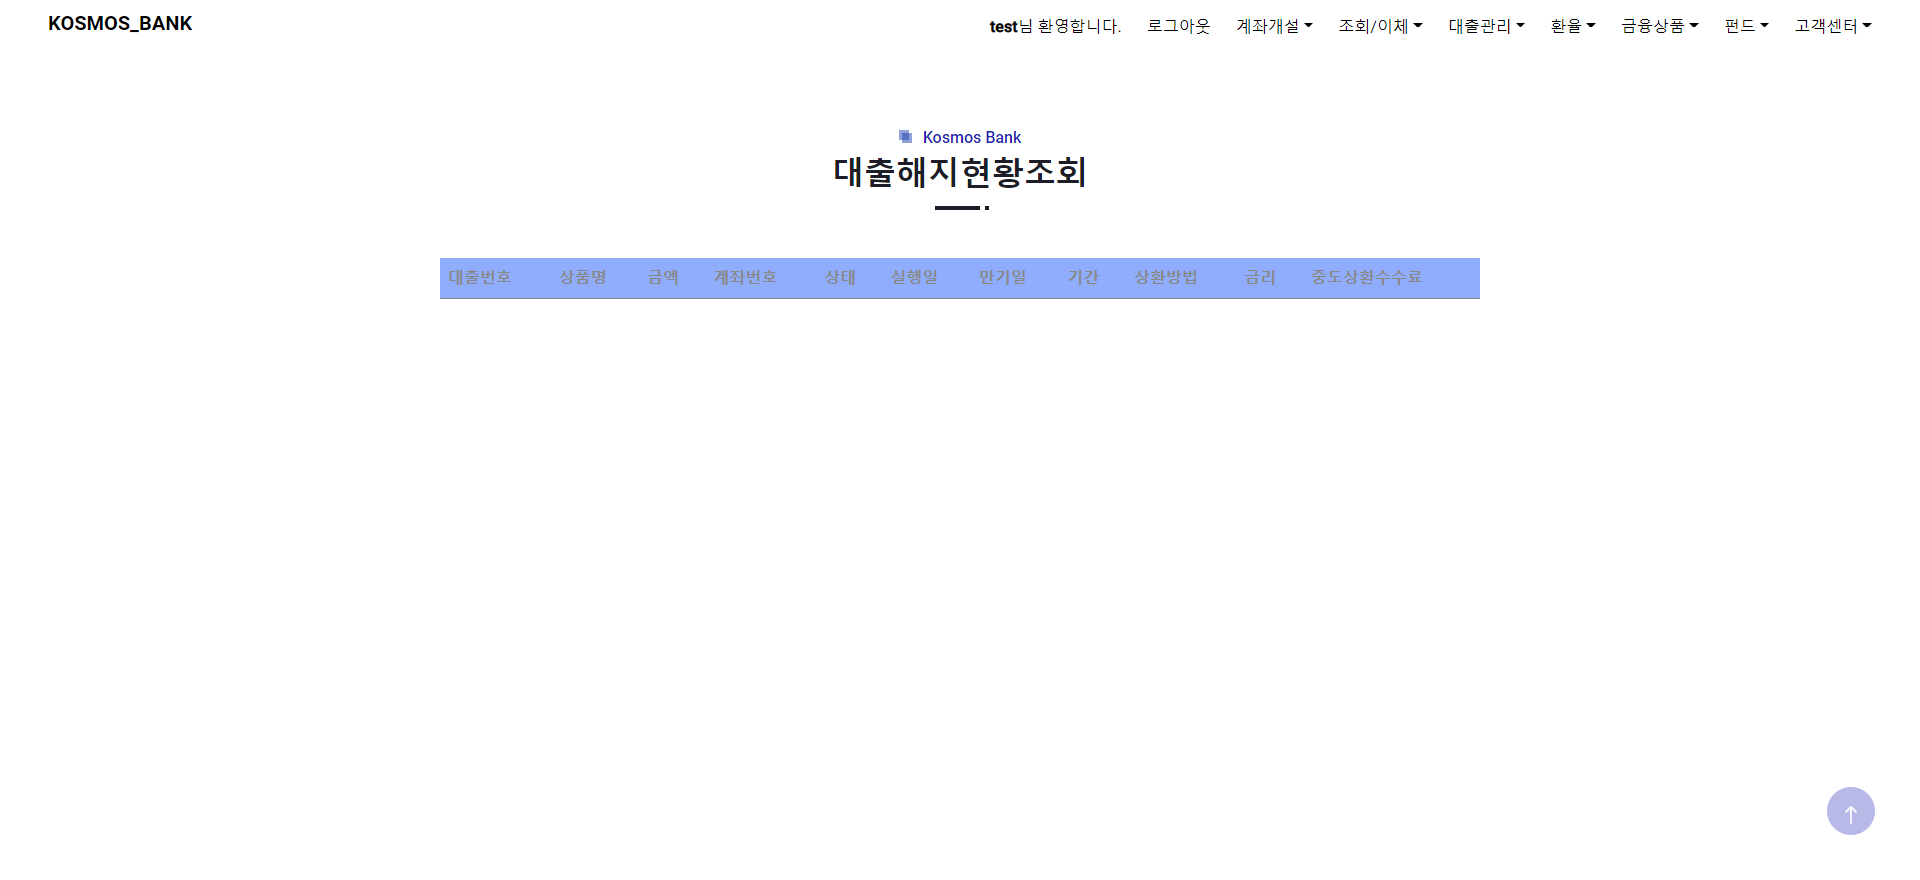 KOSMOS_BANK
test님 환영합니다. 로그아웃 계좌개설 조회/이체 대출관리 환율 금융상품 펀드 고객센터
Kosmos Bank
대출해지현황조회
대출번호 상품명 금액 계좌번호 상태 실행일 만기일 기간 상환방법 금리 중도상환수수료